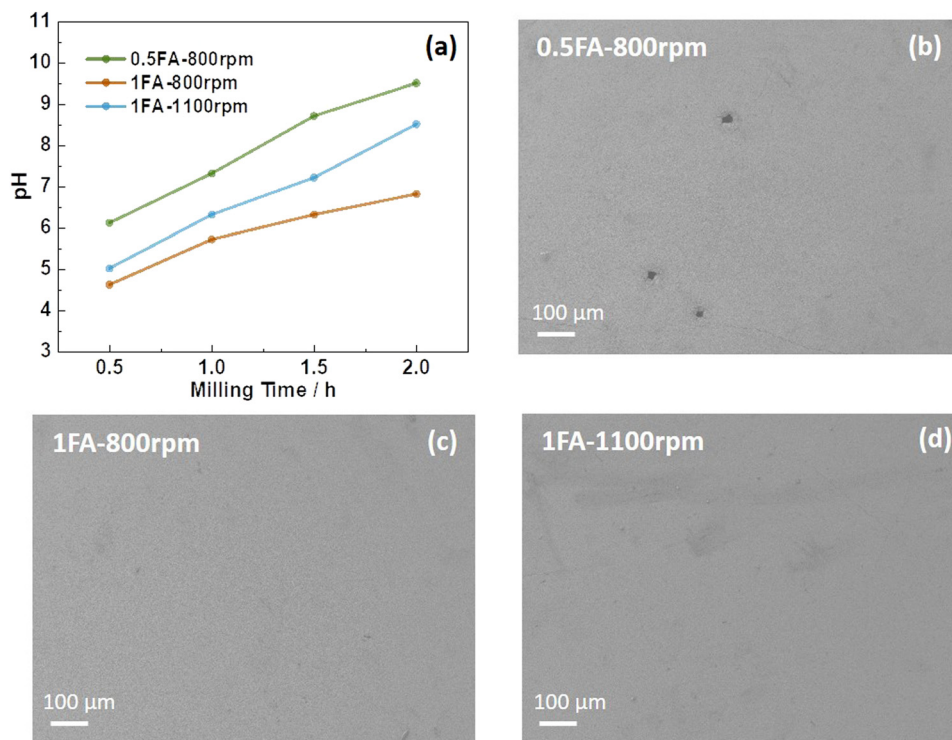 (a)
0.5FA-800rpm
1FA-800rpm
1FA-1100rpm
11
10
9
8
7
6
5
4
3
pH
0.5
1.0
1.5
2.0
Milling Time / h
0.5FA-800rpm
(b)
100 μm
1FA-800rpm
(c)
100 μm
1FA-1100rpm
(d)
100 μm